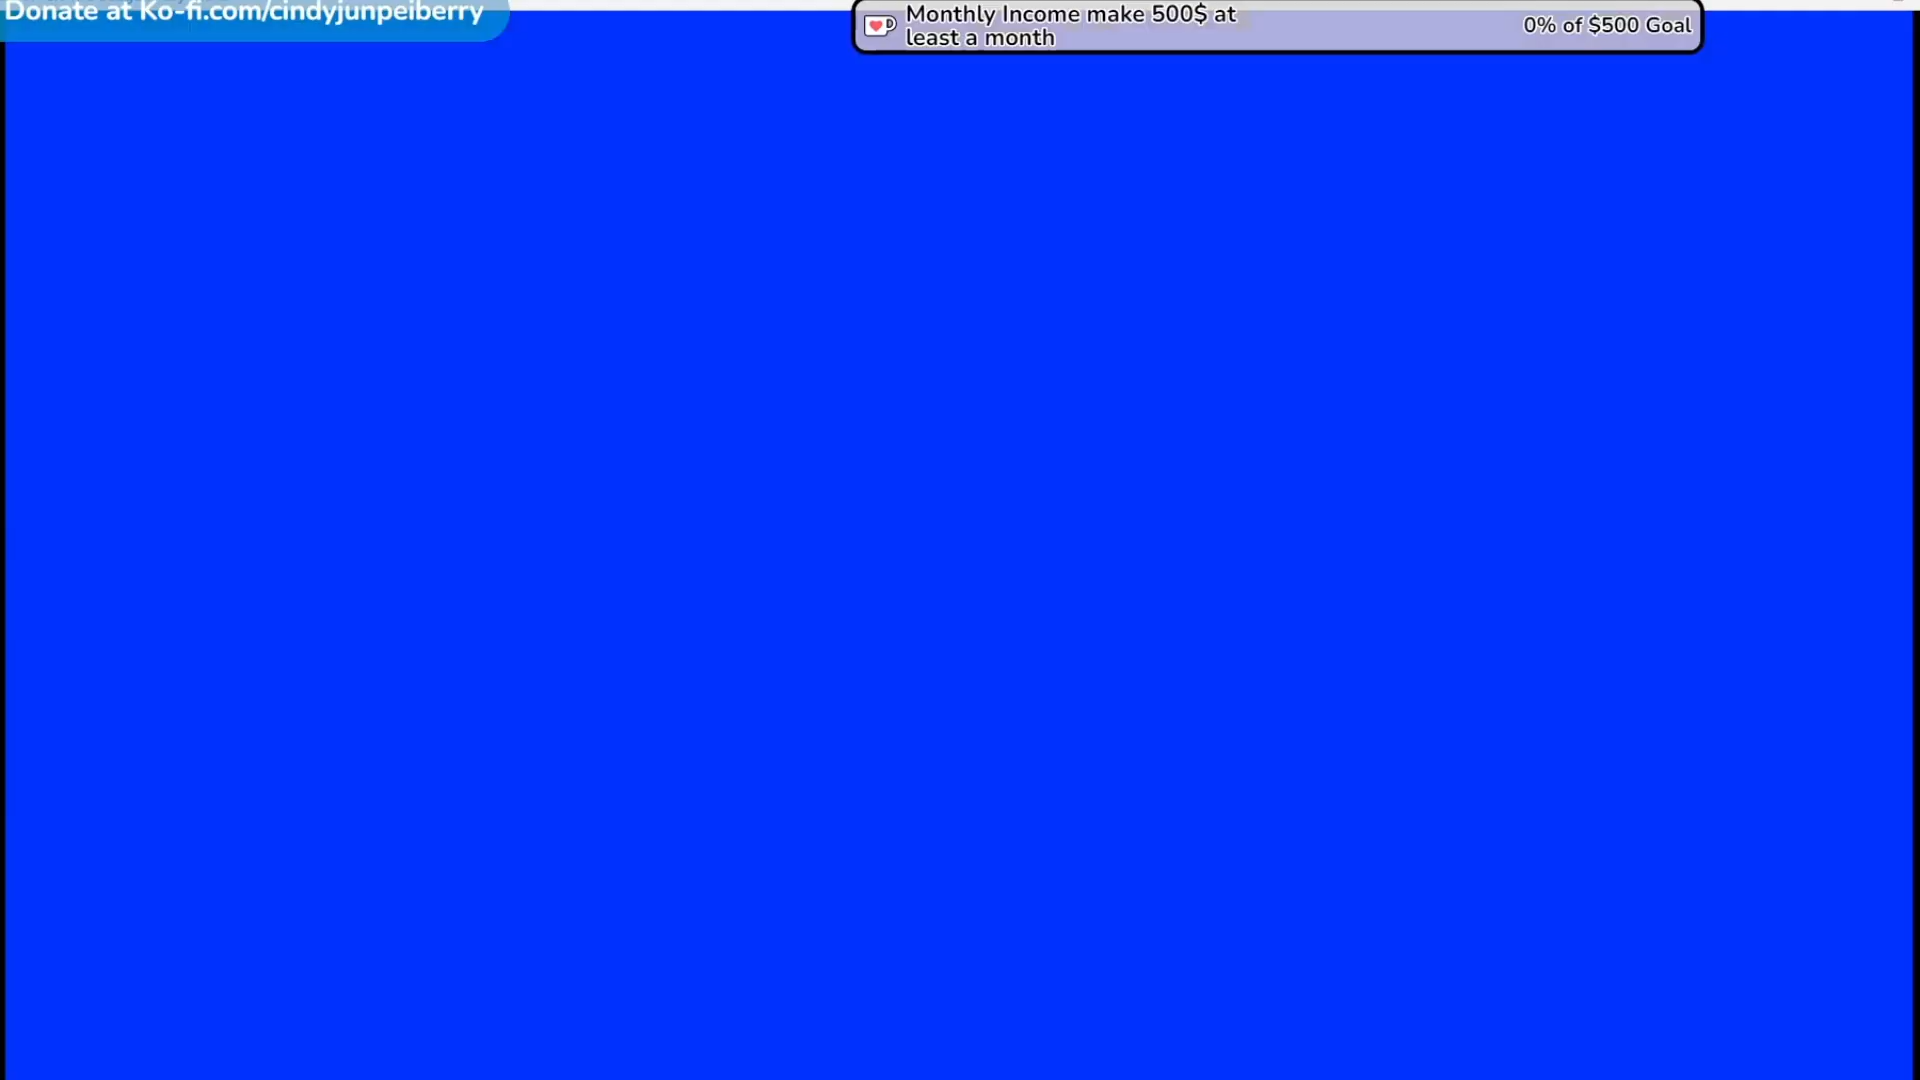 Donate at Ko-fi.com/cindyjunpeiberry
Monthly Income make 500$ at
least a month
0% of $500 Goal